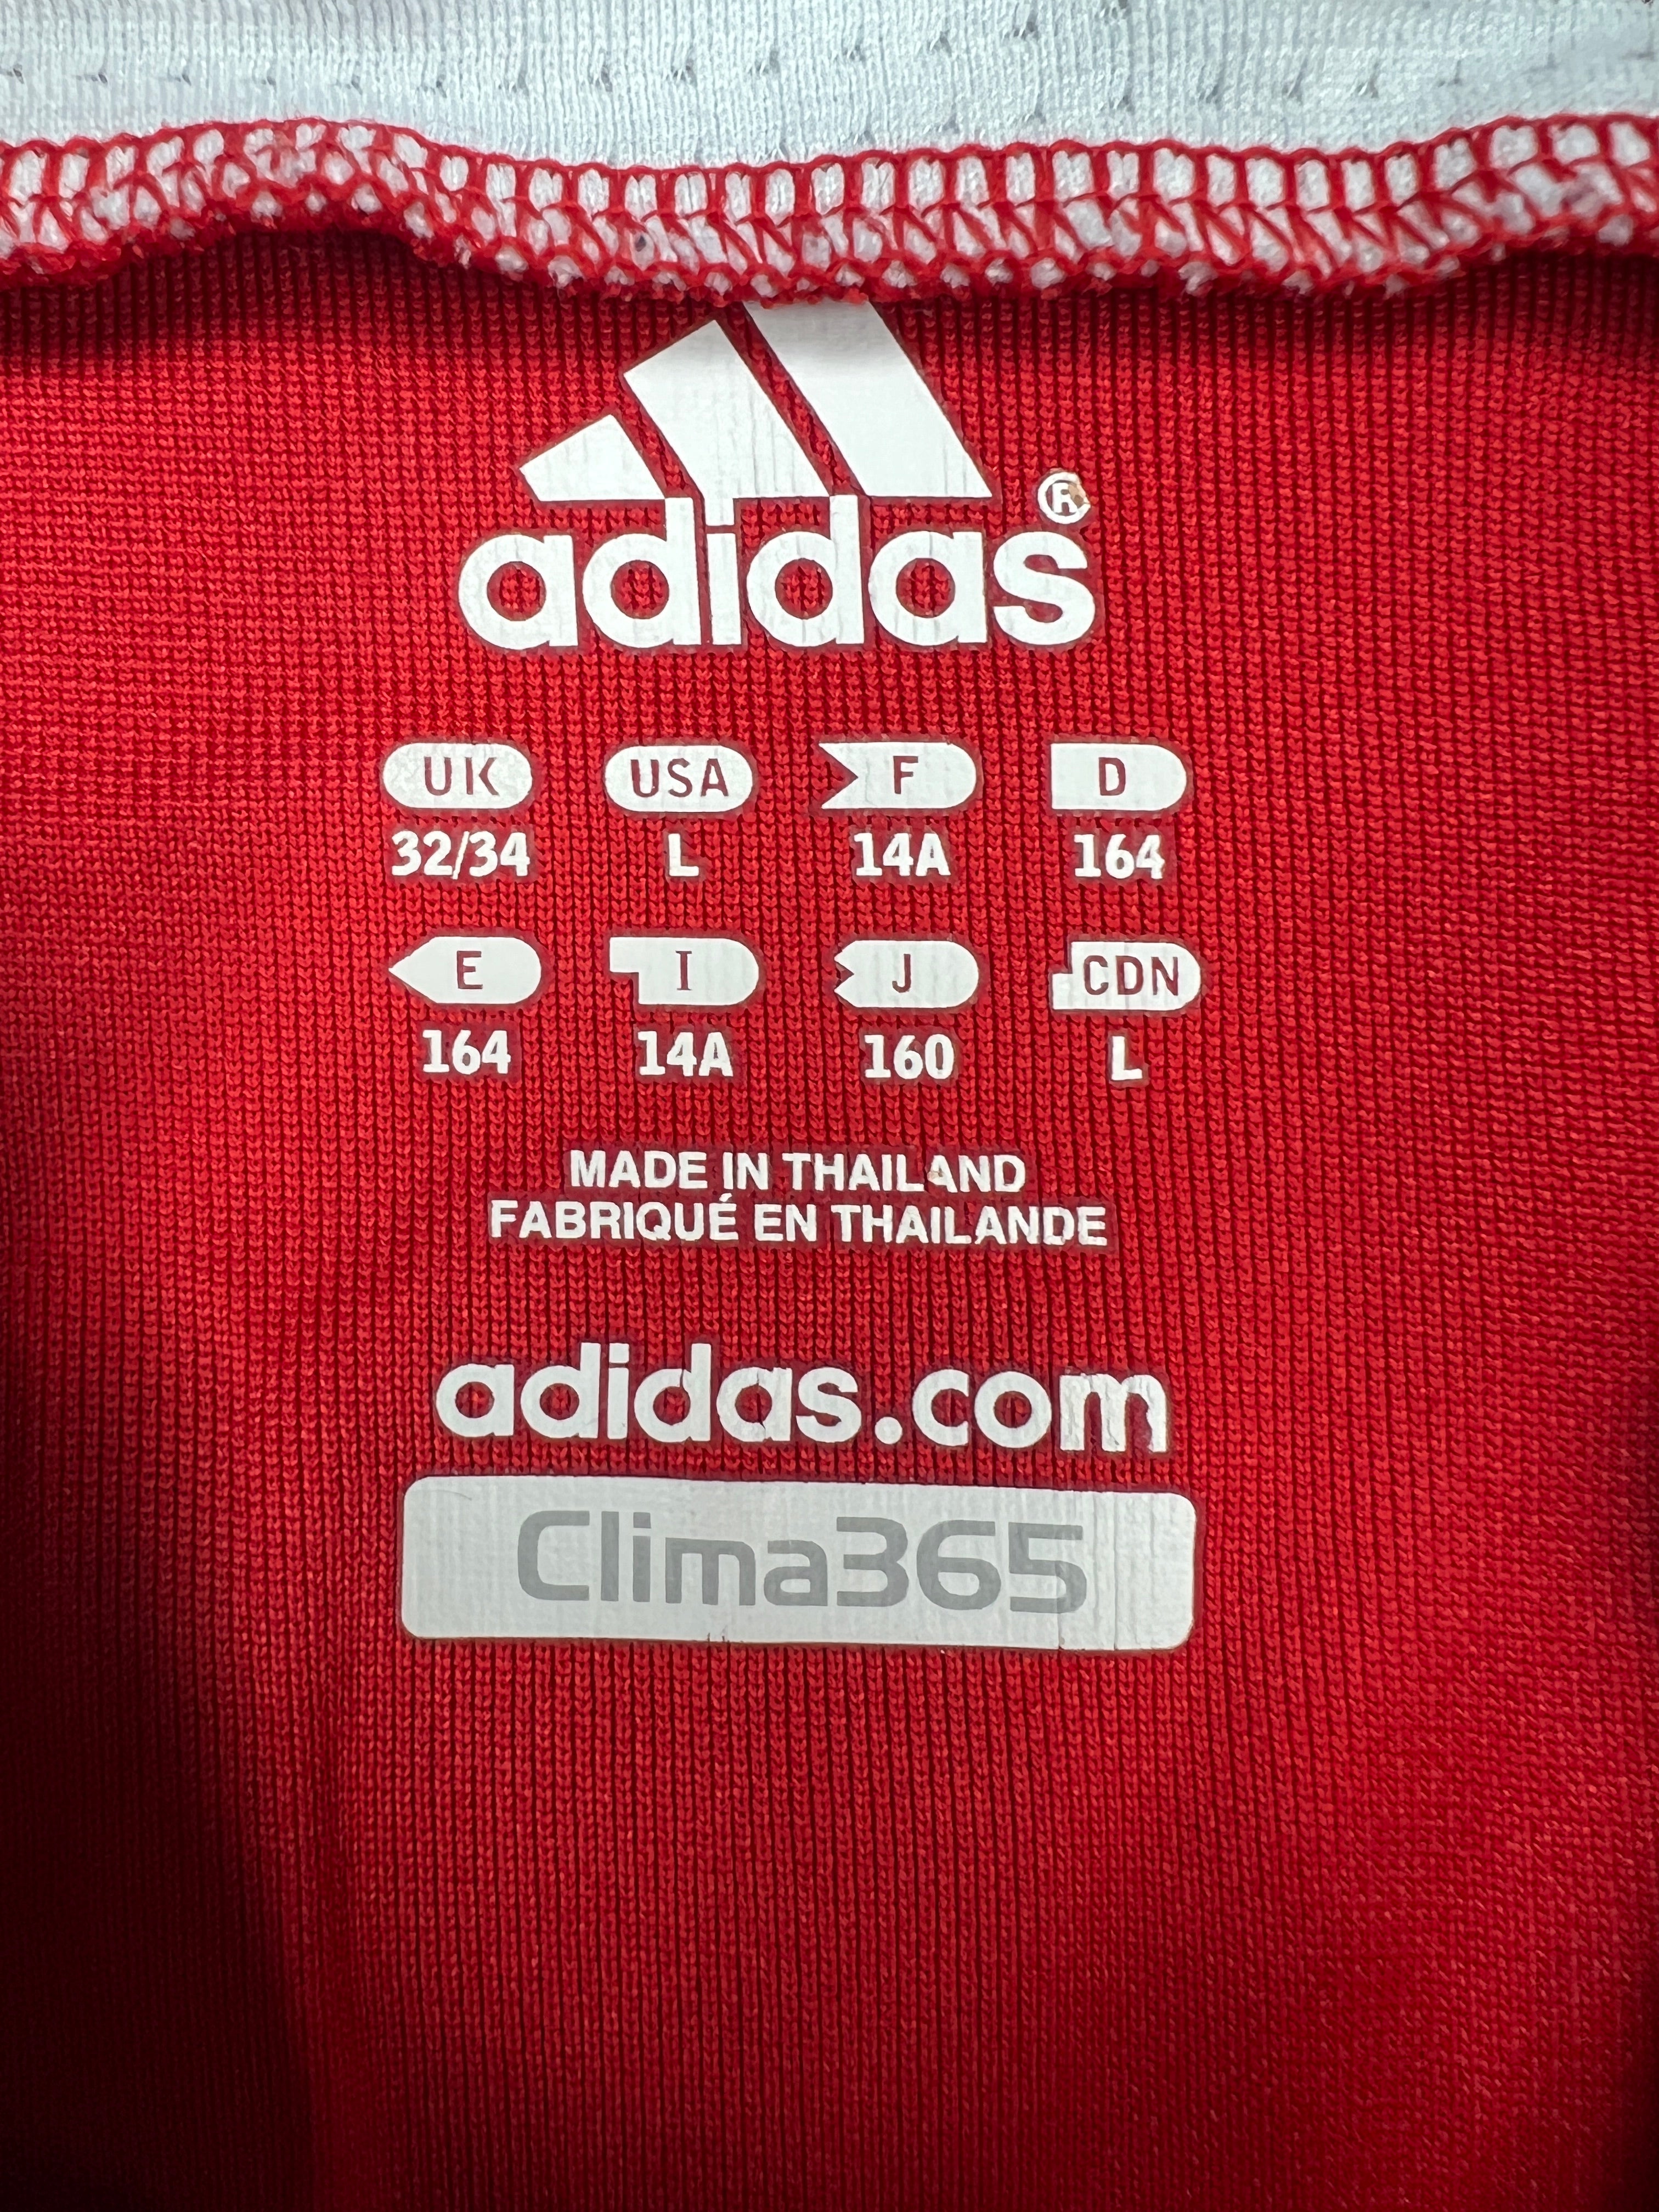 adidas®
UK USA F D
32/34 L 14A 164
E I J CDN
164 14A 160 L
MADE IN THAILAND
FABRIQUÉ EN THAILANDE
adidas.com
Clima365